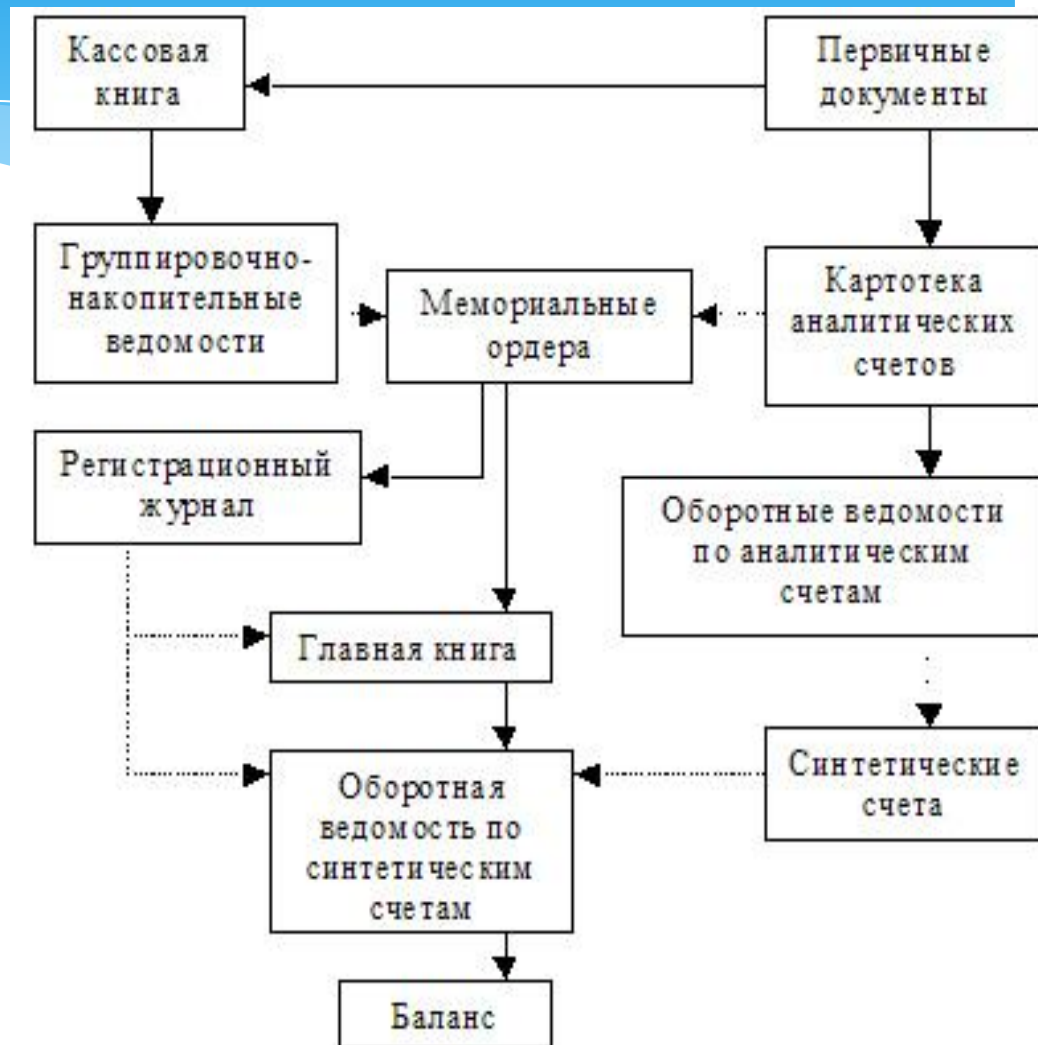 Кассовая
книга
Первичные
документы
Группировочно-
накопительные
ведомости
Мемориальные
ордера
Картотека
аналитических
счетов
Регистрационный
журнал
Оборотные ведомости
по аналитическим
счетам
Главная книга
Оборотная
ведомость по
синтетическим
счетам
Синтетические
счета
Баланс